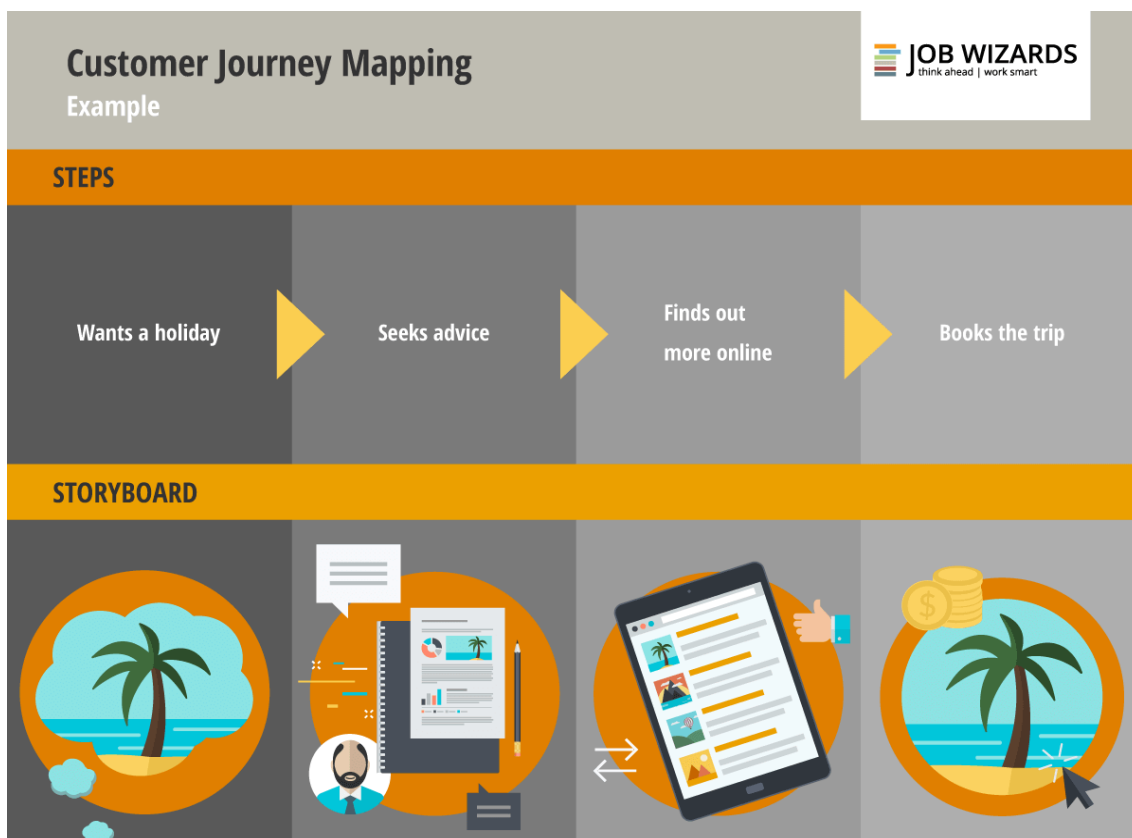 Customer Journey Mapping
Example
JOB WIZARDS
think ahead | work smart
STEPS
Wants a holiday
Seeks advice
Finds out
more online
Books the trip
STORYBOARD
$